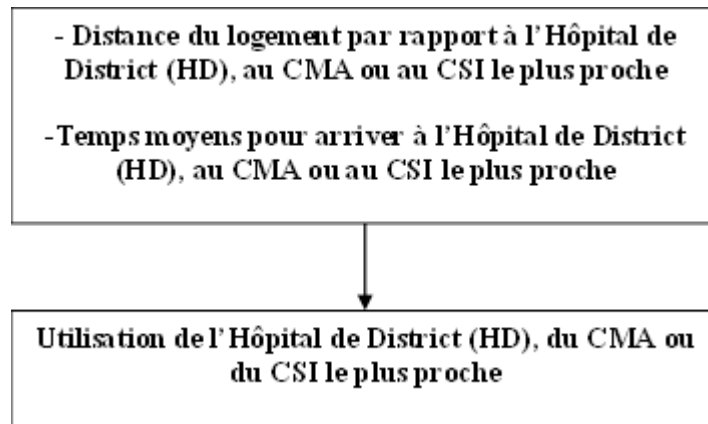 - Distance du logement par rapport à l'Hôpital de
District (HD), au CMA ou au CSI le plus proche
-Temps moyens pour arriver à l'Hôpital de District
(HD), au CMA ou au CSI le plus proche
Utilisation de l'Hôpital de District (HD), du CMA ou
du CSI le plus proche